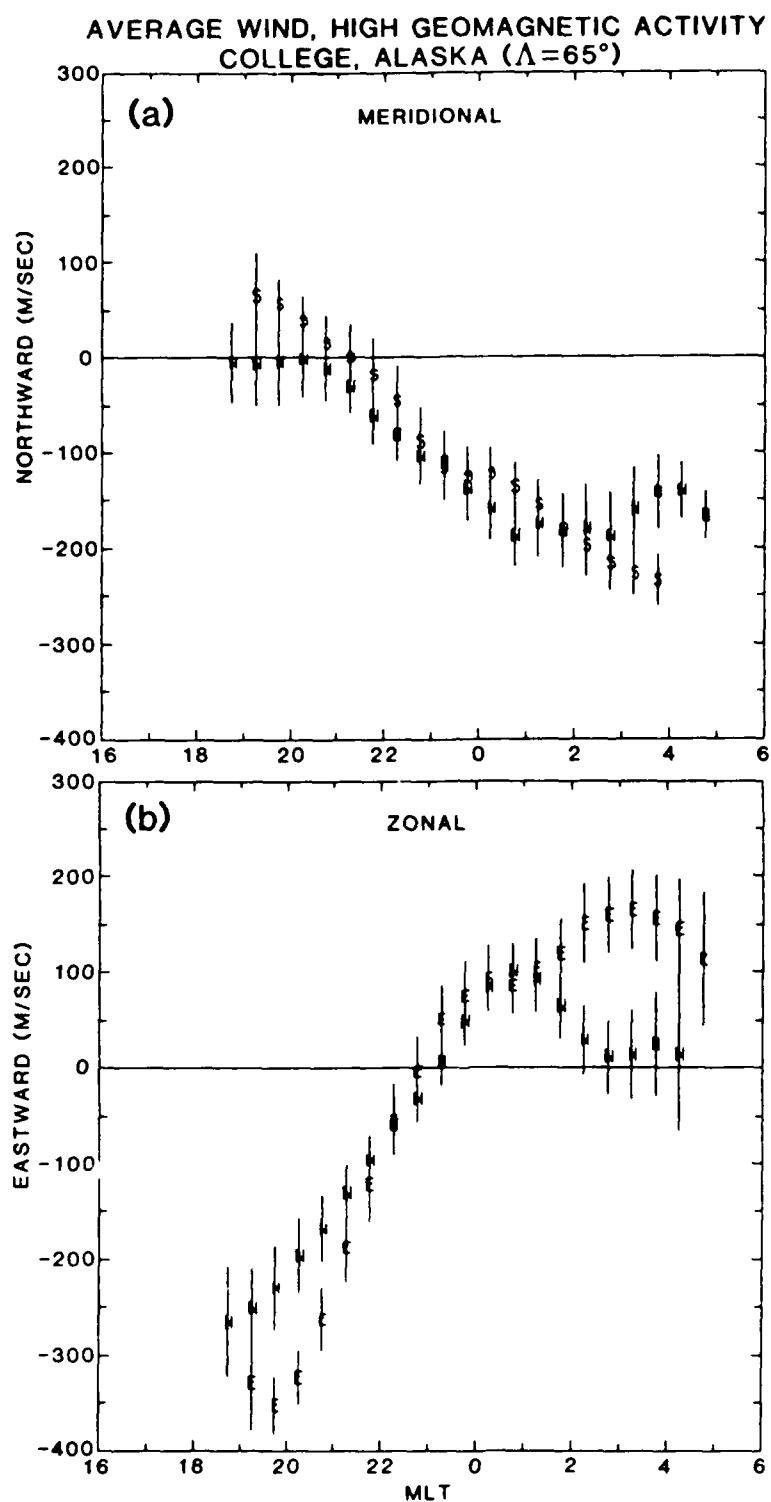 AVERAGE WIND, HIGH GEOMAGNETIC ACTIVITY
COLLEGE, ALASKA (Λ=65°)
(a)
MERIDIONAL
NORTHWARD (M/SEC)
300
200
100
0
-100
-200
-300
-400
16 18 20 22 0 2 4 6
(b)
ZONAL
EASTWARD (M/SEC)
300
200
100
0
-100
-200
-300
-400
16 18 20 22 0 2 4 6
MLT